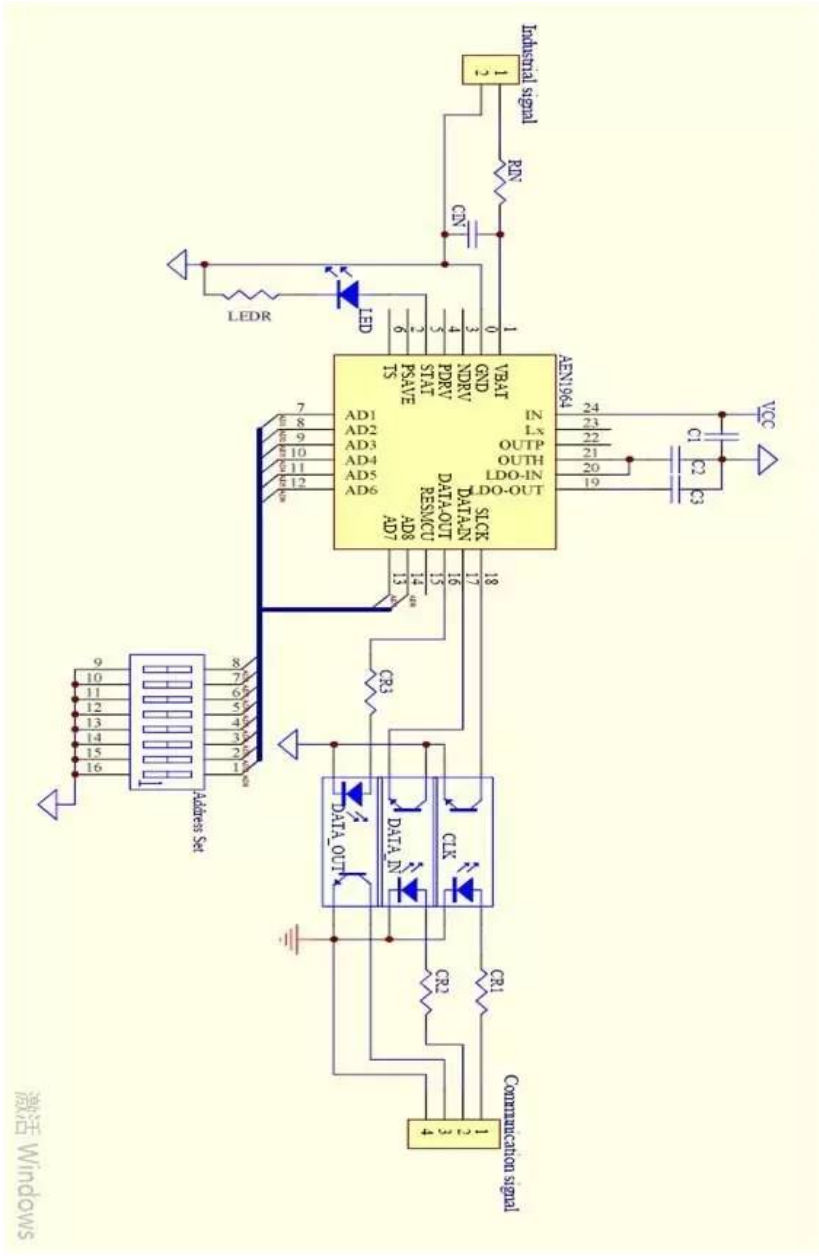 Industrial signal
1
2
RIN
CIN
LED
LEDR
AEN1964
1
0
3
4
5
2
6
VBAT
GND
NDRV
PDRV
STAT
PSAVE
TS
VCC
C1
C2
C3
24
23
22
21
20
19
IN
Lx
OUTP
OUTH
LDO-IN
LDO-OUT
7
8
9
10
11
12
AD1
AD2
AD3
AD4
AD5
AD6
SLCK
DATA-IN
DATA-OUT
RESMCU
AD8
AD7
18
17
16
15
14
13
CR3
9
10
11
12
13
14
15
16
8
7
6
5
4
3
2
1
1
Address Set
CLK
DATA_IN
DATA_OUT
CR1
CR2
Communication signal
1
2
3
4
激活 Windows